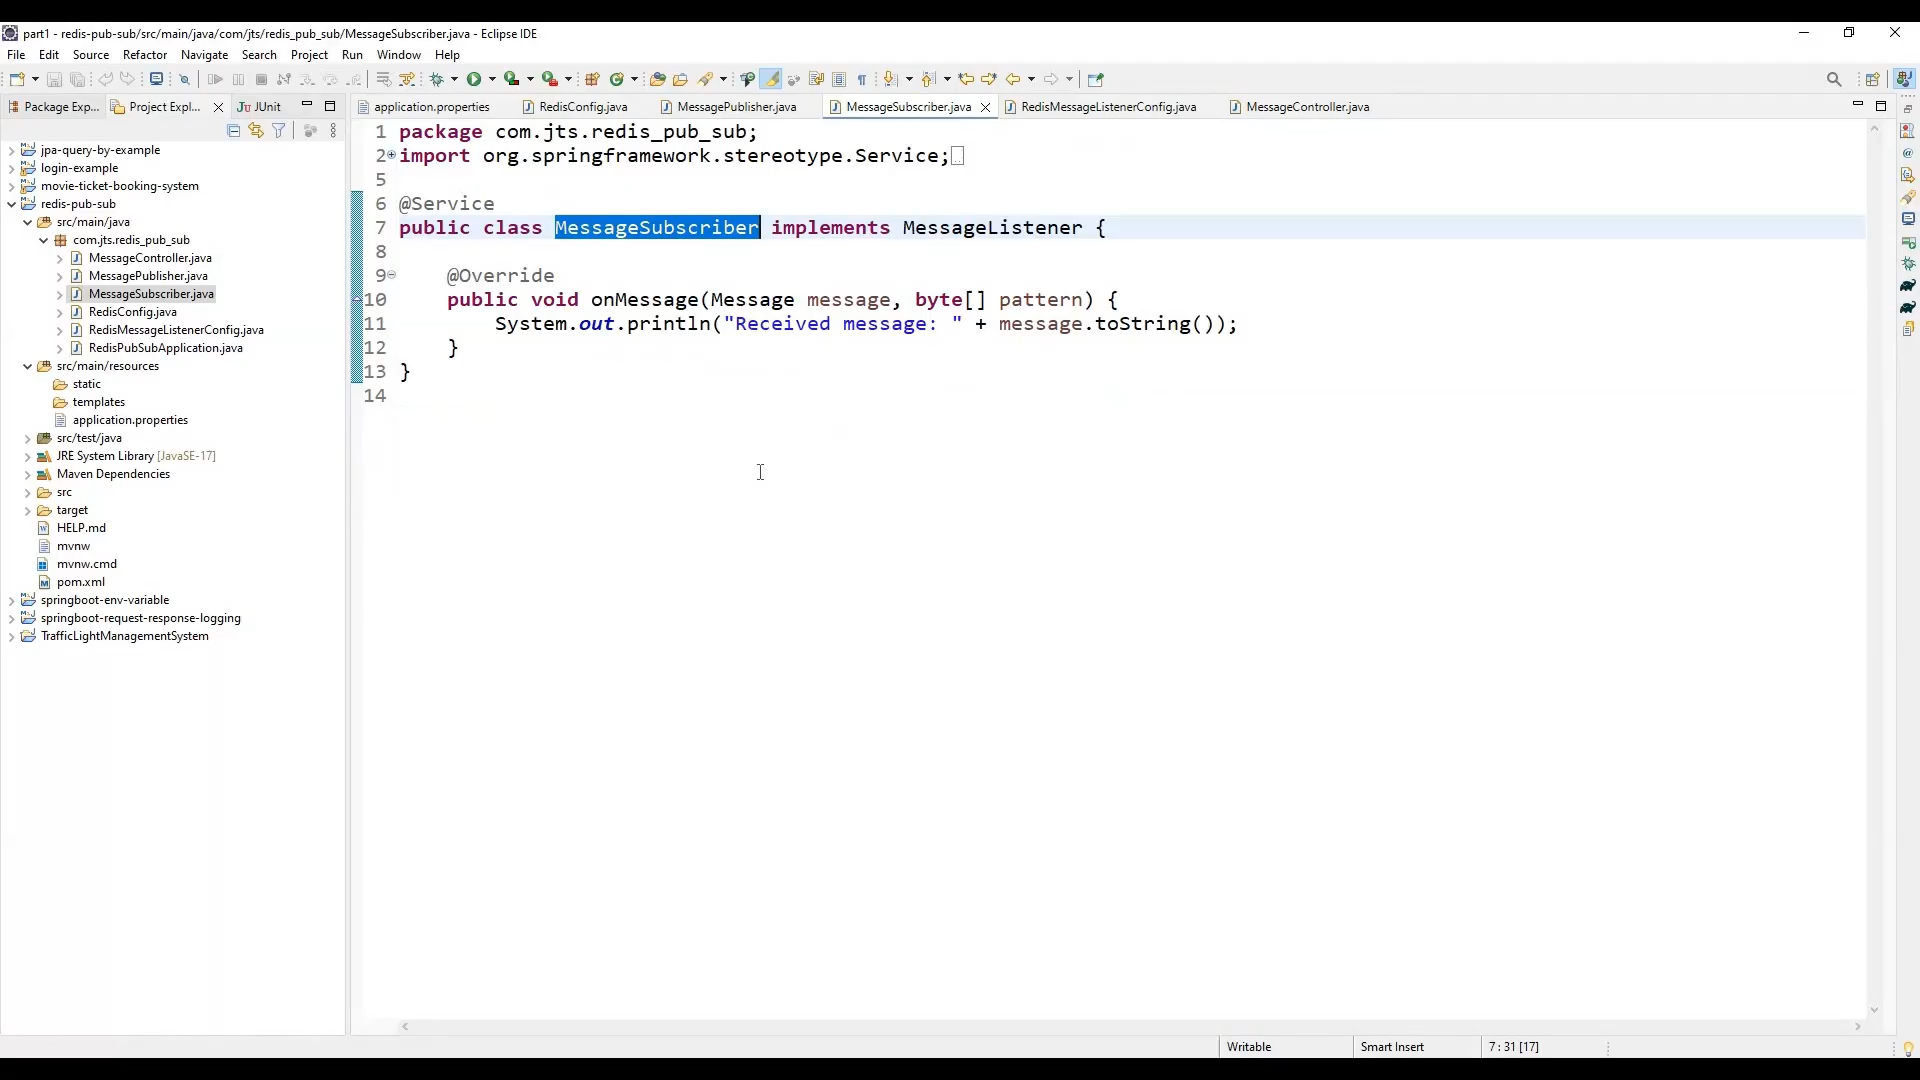 part1 - redis-pub-sub/src/main/java/com/jts/redis_pub_sub/MessageSubscriber.java - Eclipse IDE
File Edit Source Refactor Navigate Search Project Run Window Help
Package Exp... Project Expl... JUnit
application.properties RedisConfig.java MessagePublisher.java MessageSubscriber.java RedisMessageListenerConfig.java MessageController.java
jpa-query-by-example
login-example
movie-ticket-booking-system
redis-pub-sub
src/main/java
com.jts.redis_pub_sub
MessageController.java
MessagePublisher.java
MessageSubscriber.java
RedisConfig.java
RedisMessageListenerConfig.java
RedisPubSubApplication.java
src/main/resources
static
templates
application.properties
src/test/java
JRE System Library [JavaSE-17]
Maven Dependencies
src
target
HELP.md
mvnw
mvnw.cmd
pom.xml
springboot-env-variable
springboot-request-response-logging
TrafficLightManagementSystem
1 package com.jts.redis_pub_sub;
2 import org.springframework.stereotype.Service;
5
6 @Service
7 public class MessageSubscriber implements MessageListener {
8
9 @Override
10 public void onMessage(Message message, byte[] pattern) {
11 System.out.println("Received message: " + message.toString());
12 }
13 }
14
Writable Smart Insert 7 : 31 [17]